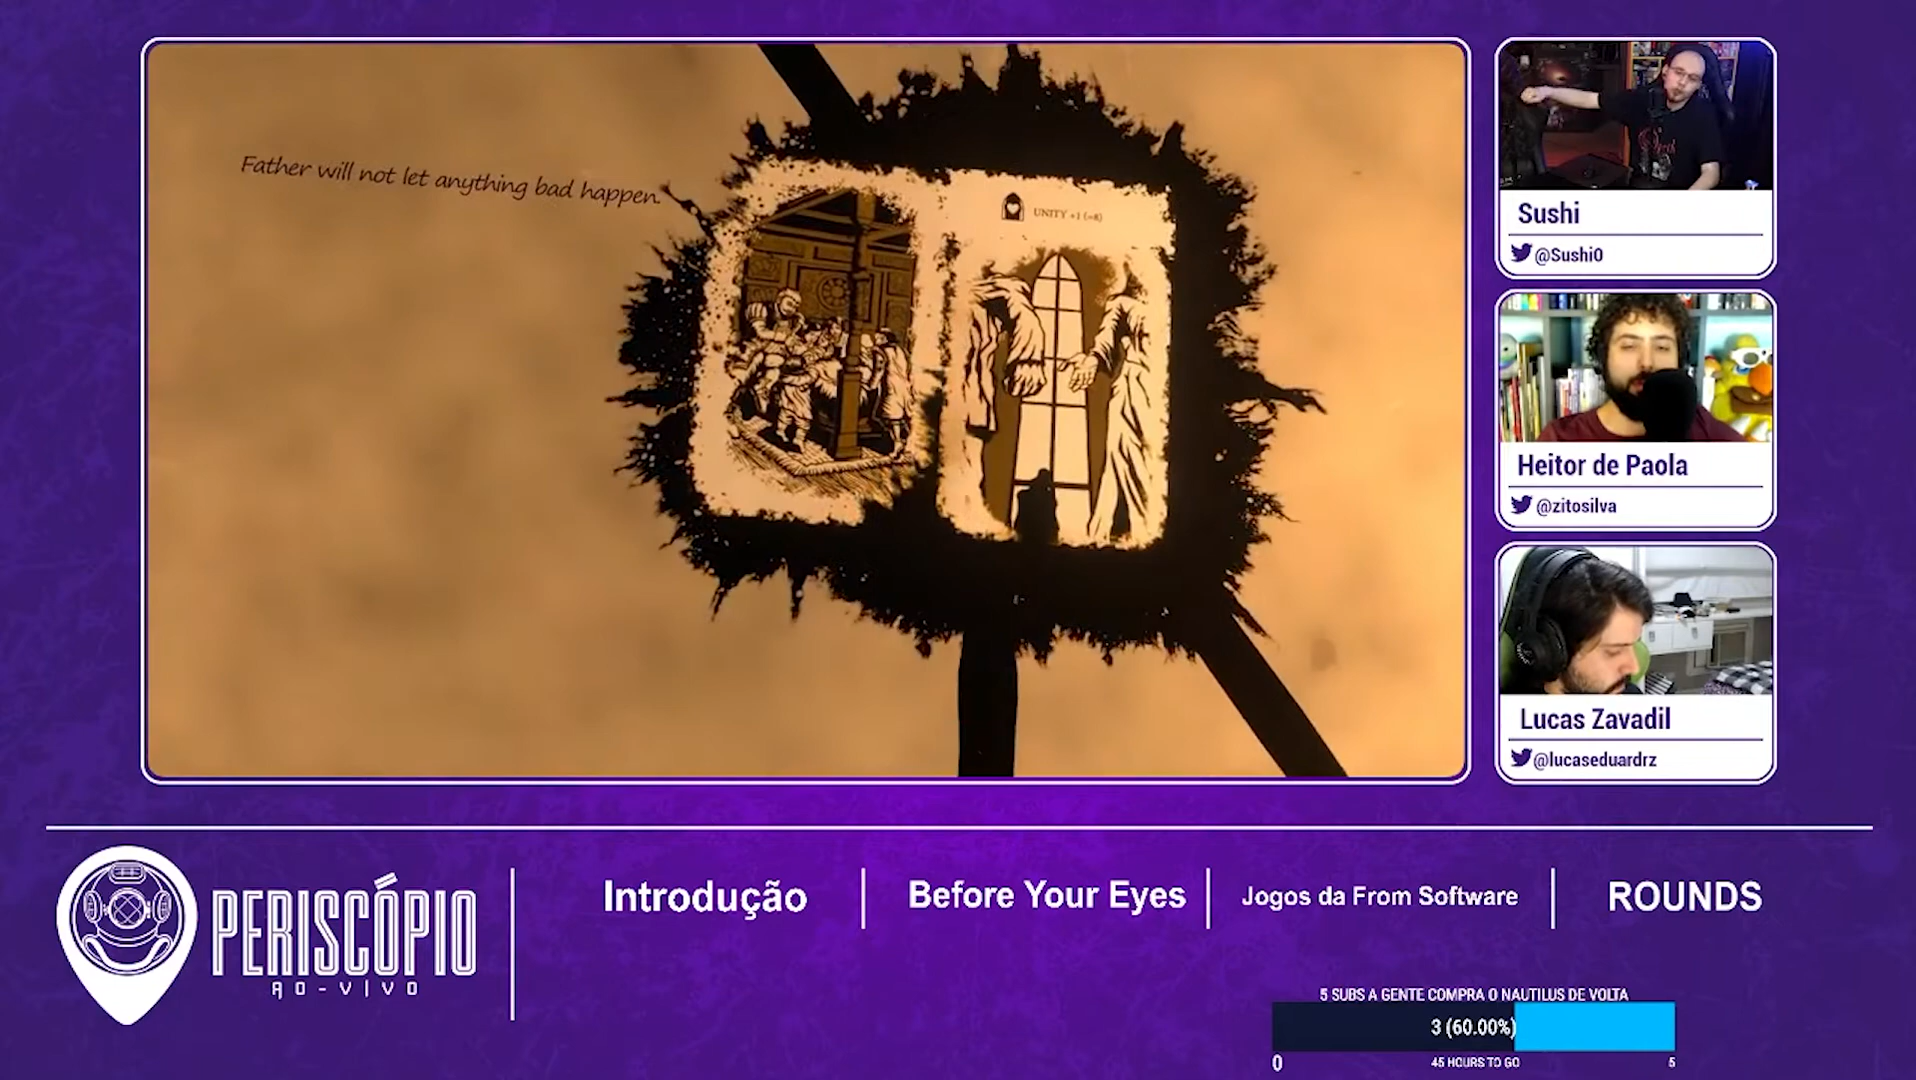 Father will not let anything bad happen.
UNITY +1 (=8)
Sushi
@Sushi0
Heitor de Paola
@zitosilva
Lucas Zavadil
@lucaseduardrz
PERISCÓPIO
AO-VIVO
Introdução
Before Your Eyes
Jogos da From Software
ROUNDS
5 SUBS A GENTE COMPRA O NAUTILUS DE VOLTA
3 (60.00%)
0
45 HOURS TO GO
5